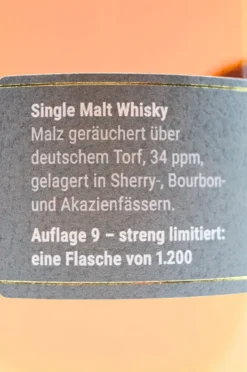 Single Malt Whisky
Malz geräuchert über
deutschem Torf, 34 ppm,
gelagert in Sherry-, Bourbon-
und Akazienfässern.
Auflage 9 – streng limitiert:
eine Flasche von 1.200